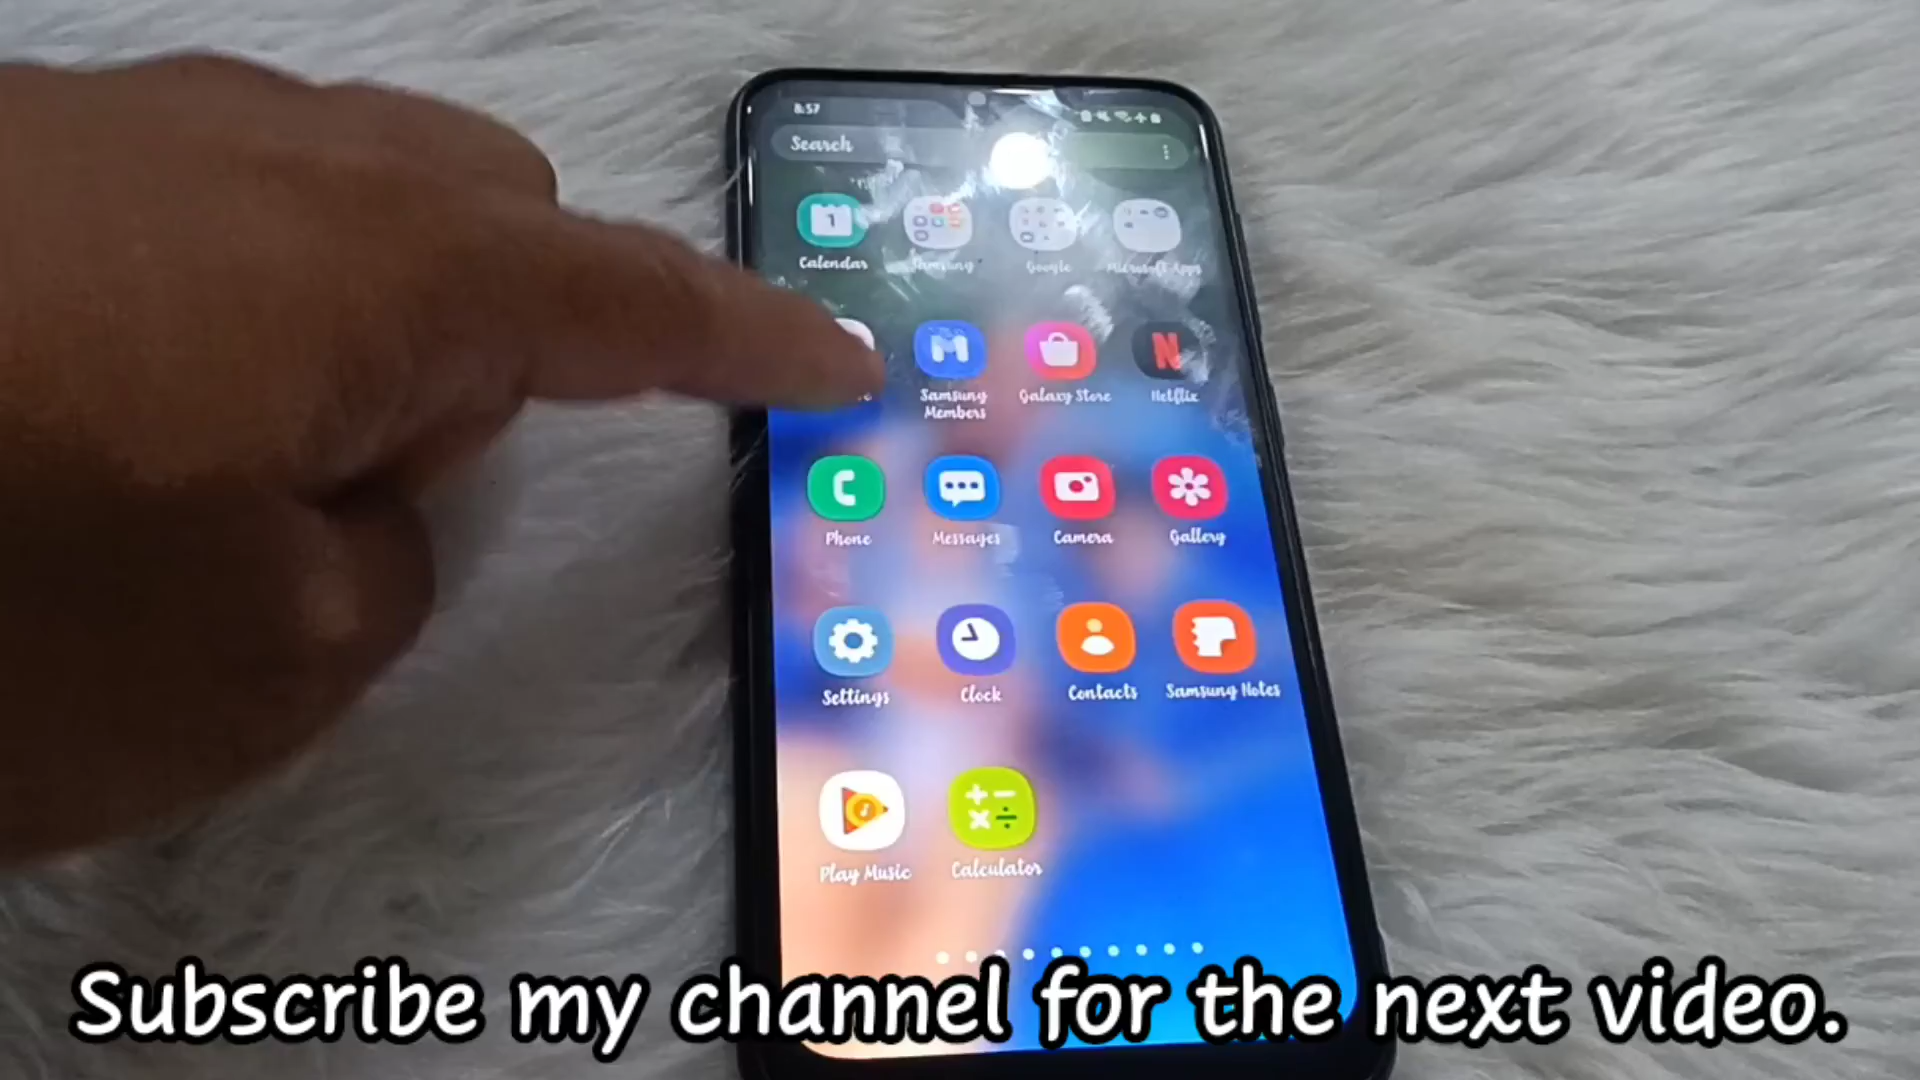 8:57
Search
1
Calendar Samsung Google Microsoft Apps
Samsung Members Galaxy Store Netflix
Phone Messages Camera Gallery
Settings Clock Contacts Samsung Notes
Play Music Calculator
Subscribe my channel for the next video.